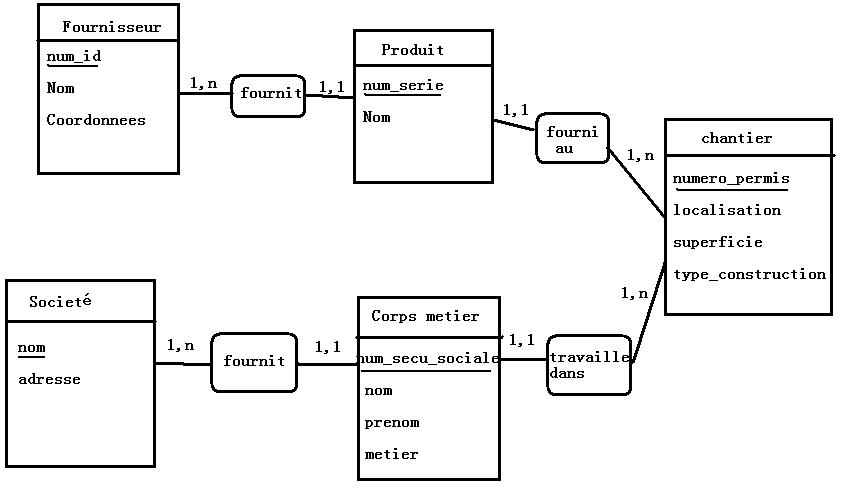 Fournisseur
num_id
Nom
Coordonnees
1,n
fournit
1,1
Produit
num_serie
Nom
1,1
fourni
au
1,n
chantier
numero_permis
localisation
superficie
type_construction
Societé
nom
adresse
1,n
fournit
1,1
Corps metier
num_secu_sociale
nom
prenom
metier
1,1
travaille
dans
1,n